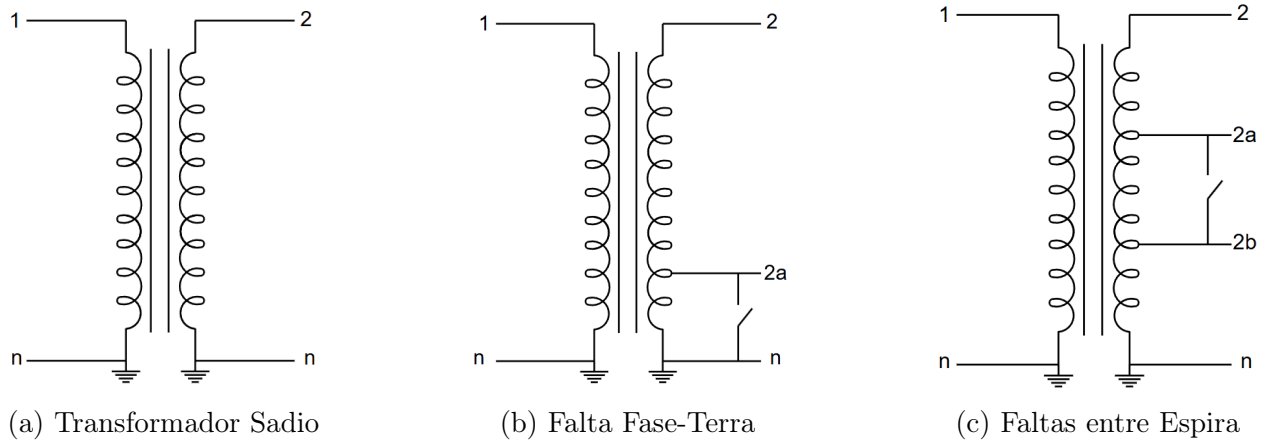 1 2
n n
(a) Transformador Sadio
1 2
2a
n n
(b) Falta Fase-Terra
1 2
2a
2b
n n
(c) Faltas entre Espira